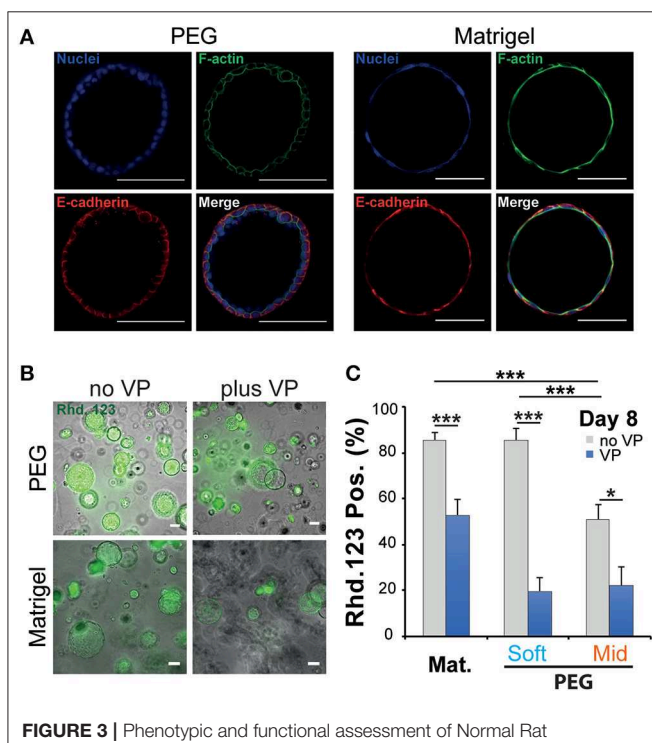 A
PEG
Matrigel
Nuclei
F-actin
Nuclei
F-actin
E-cadherin
Merge
E-cadherin
Merge
B
no VP
plus VP
Rhd. 123
PEG
Matrigel
C
***
***
***
***
*
Day 8
no VP
VP
Rhd.123 Pos. (%)
100
80
60
40
20
0
Mat.
Soft
Mid
PEG
FIGURE 3 | Phenotypic and functional assessment of Normal Rat